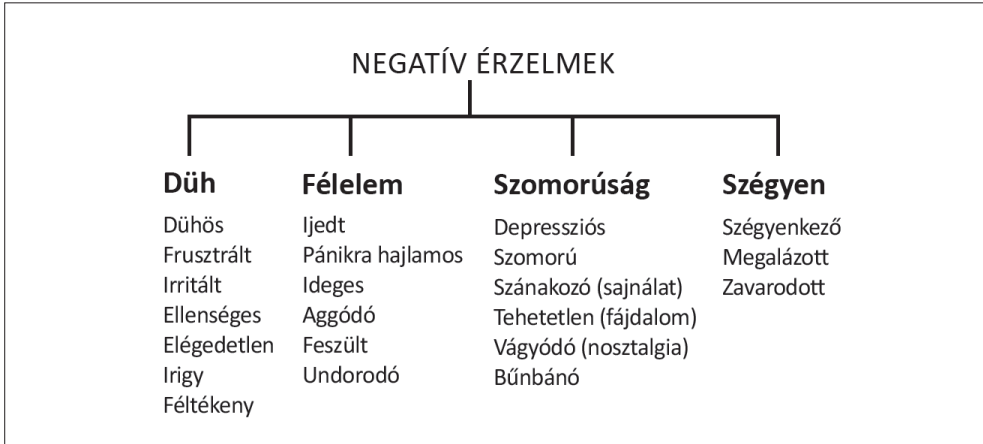 NEGATÍV ÉRZELMEK
Düh
Dühös
Frusztrált
Irritált
Ellenséges
Elégedetlen
Irigy
Féltékeny
Félelem
Ijedt
Pánikra hajlamos
Ideges
Aggódó
Feszült
Undorodó
Szomorúság
Depressziós
Szomorú
Szánakozó (sajnálat)
Tehetetlen (fájdalom)
Vágyódó (nosztalgia)
Bűnbánó
Szégyen
Szégyenkező
Megalázott
Zavarodott